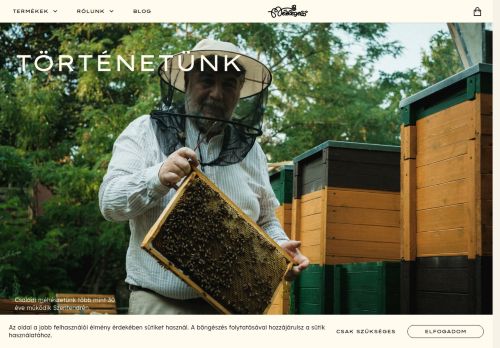 TERMÉKEK
RÓLUNK
BLOG
TÖRTÉNETÜNK
Családi méhészetünk több mint 30
éve működik Szentendrén
Az oldal a jobb felhasználói élmény érdekében sütiket használ. A böngészés folytatásával hozzájárulsz a sütik
használatához.
CSAK SZÜKSÉGES
ELFOGADOM